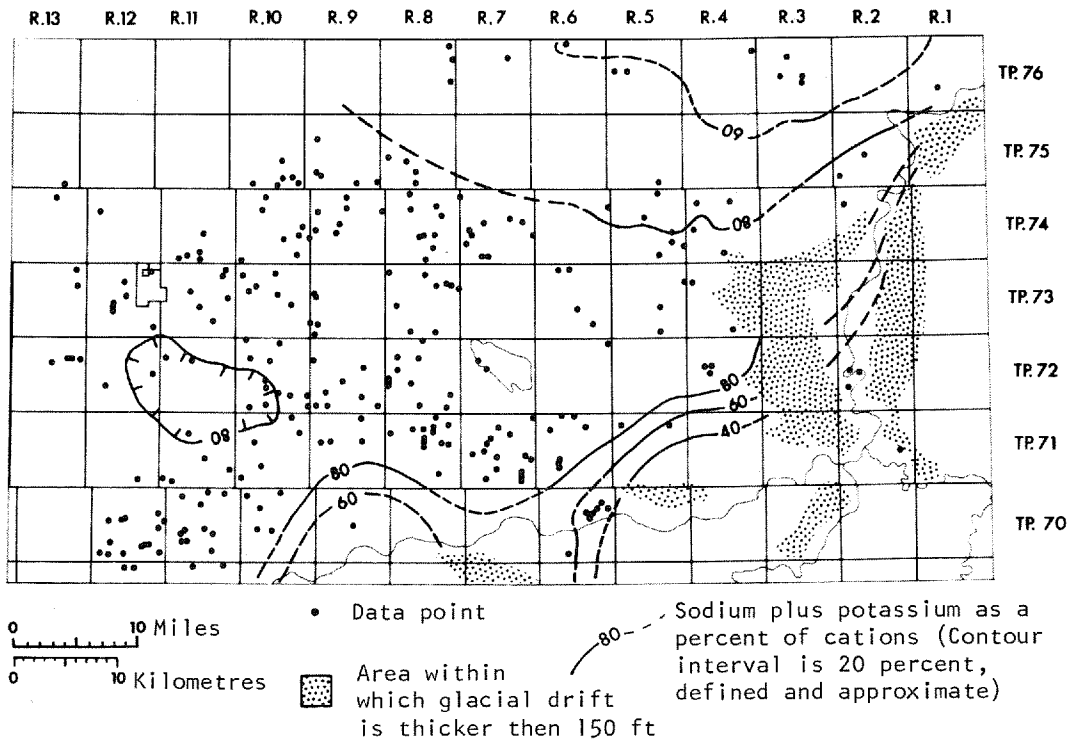 R.13 R.12 R.11 R.10 R.9 R.8 R.7 R.6 R.5 R.4 R.3 R.2 R.1
TP. 76
60
TP. 75
TP. 74
80
TP. 73
TP. 72
80
60
40
80
TP. 71
80
60
TP. 70
0 10 Miles
0 10 Kilometres
Data point
Area within
which glacial drift
is thicker then 150 ft
80
Sodium plus potassium as a
percent of cations (Contour
interval is 20 percent,
defined and approximate)